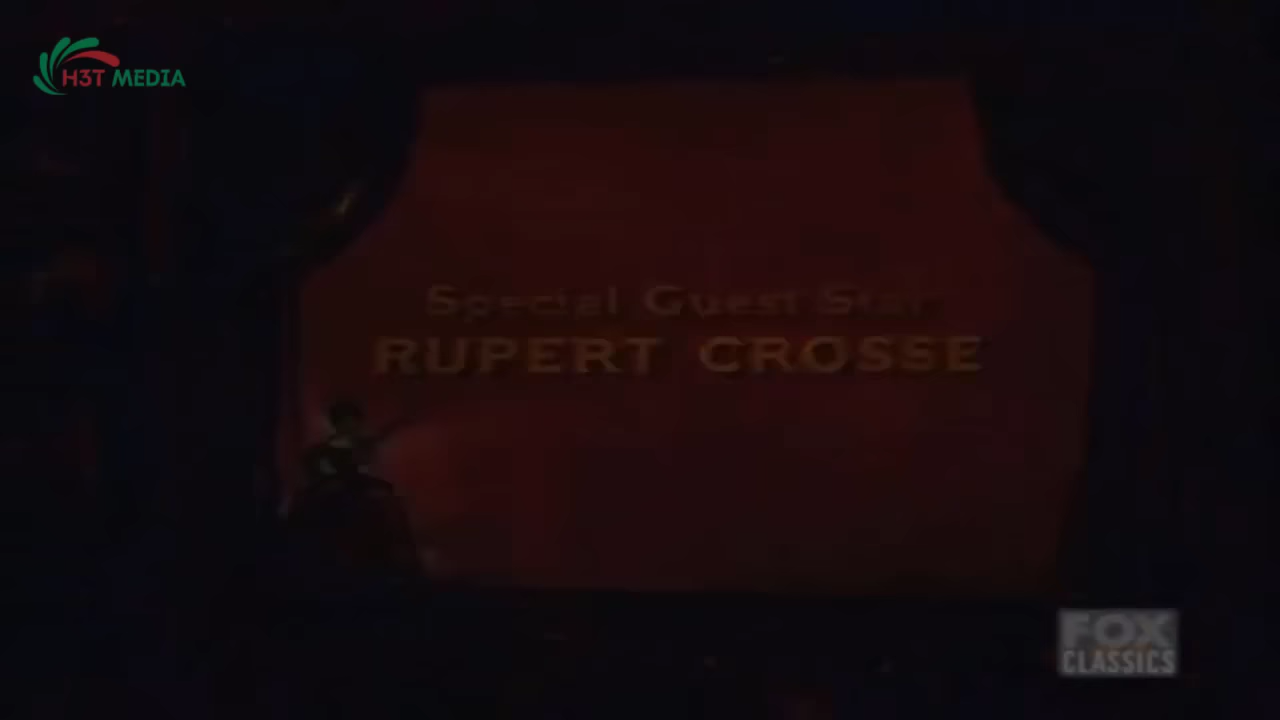 H3T MEDIA
Special Guest Star
RUPERT CROSSE
FOX
CLASSICS